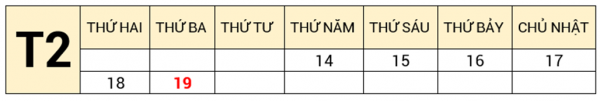 T2
THỨ HAI THỨ BA THỨ TƯ THỨ NĂM THỨ SÁU THỨ BẢY CHỦ NHẬT
14 15 16 17
18 19